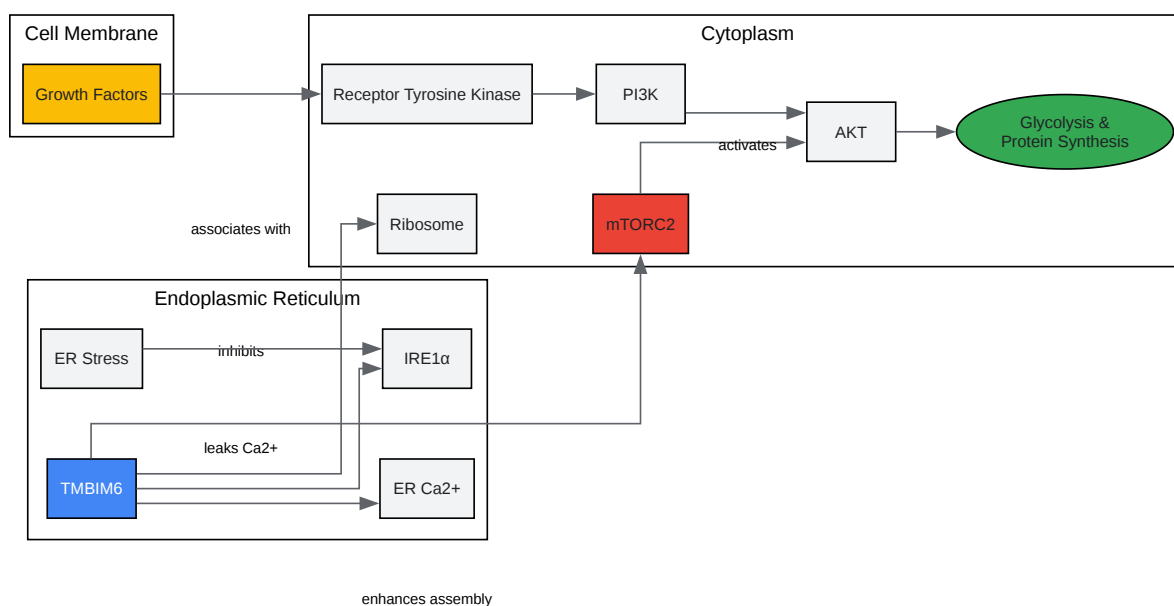 Cell Membrane
Cytoplasm
Growth Factors
Receptor Tyrosine Kinase
PI3K
AKT
Glycolysis &
Protein Synthesis
activates
Ribosome
mTORC2
associates with
Endoplasmic Reticulum
ER Stress
inhibits
IRE1α
leaks Ca2+
TMBIM6
ER Ca2+
enhances assembly